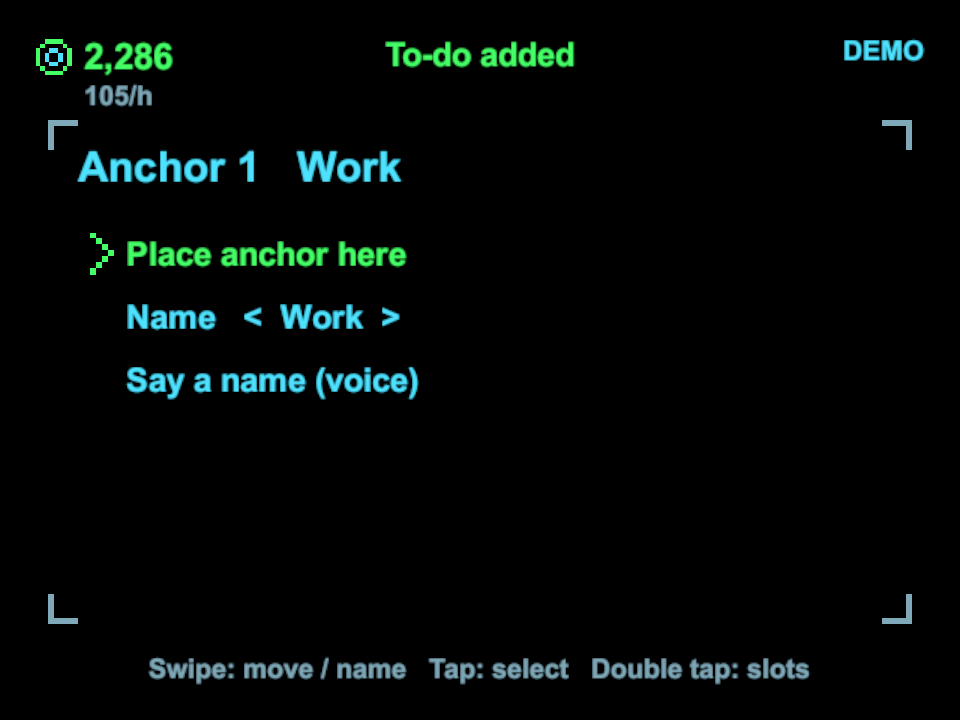 2,286
To-do added
DEMO
105/h
Anchor 1 Work
Place anchor here
Name < Work >
Say a name (voice)
Swipe: move / name Tap: select Double tap: slots